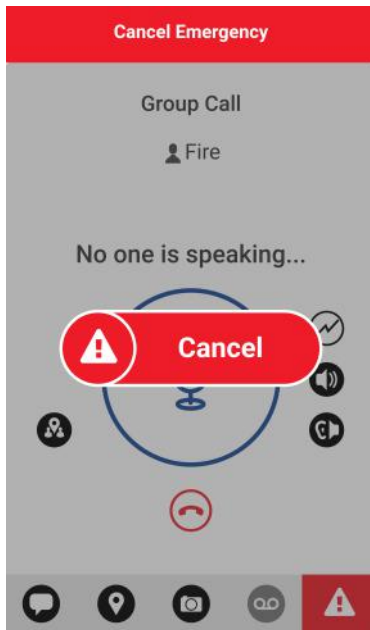 Cancel Emergency
Group Call
Fire
No one is speaking...
Cancel